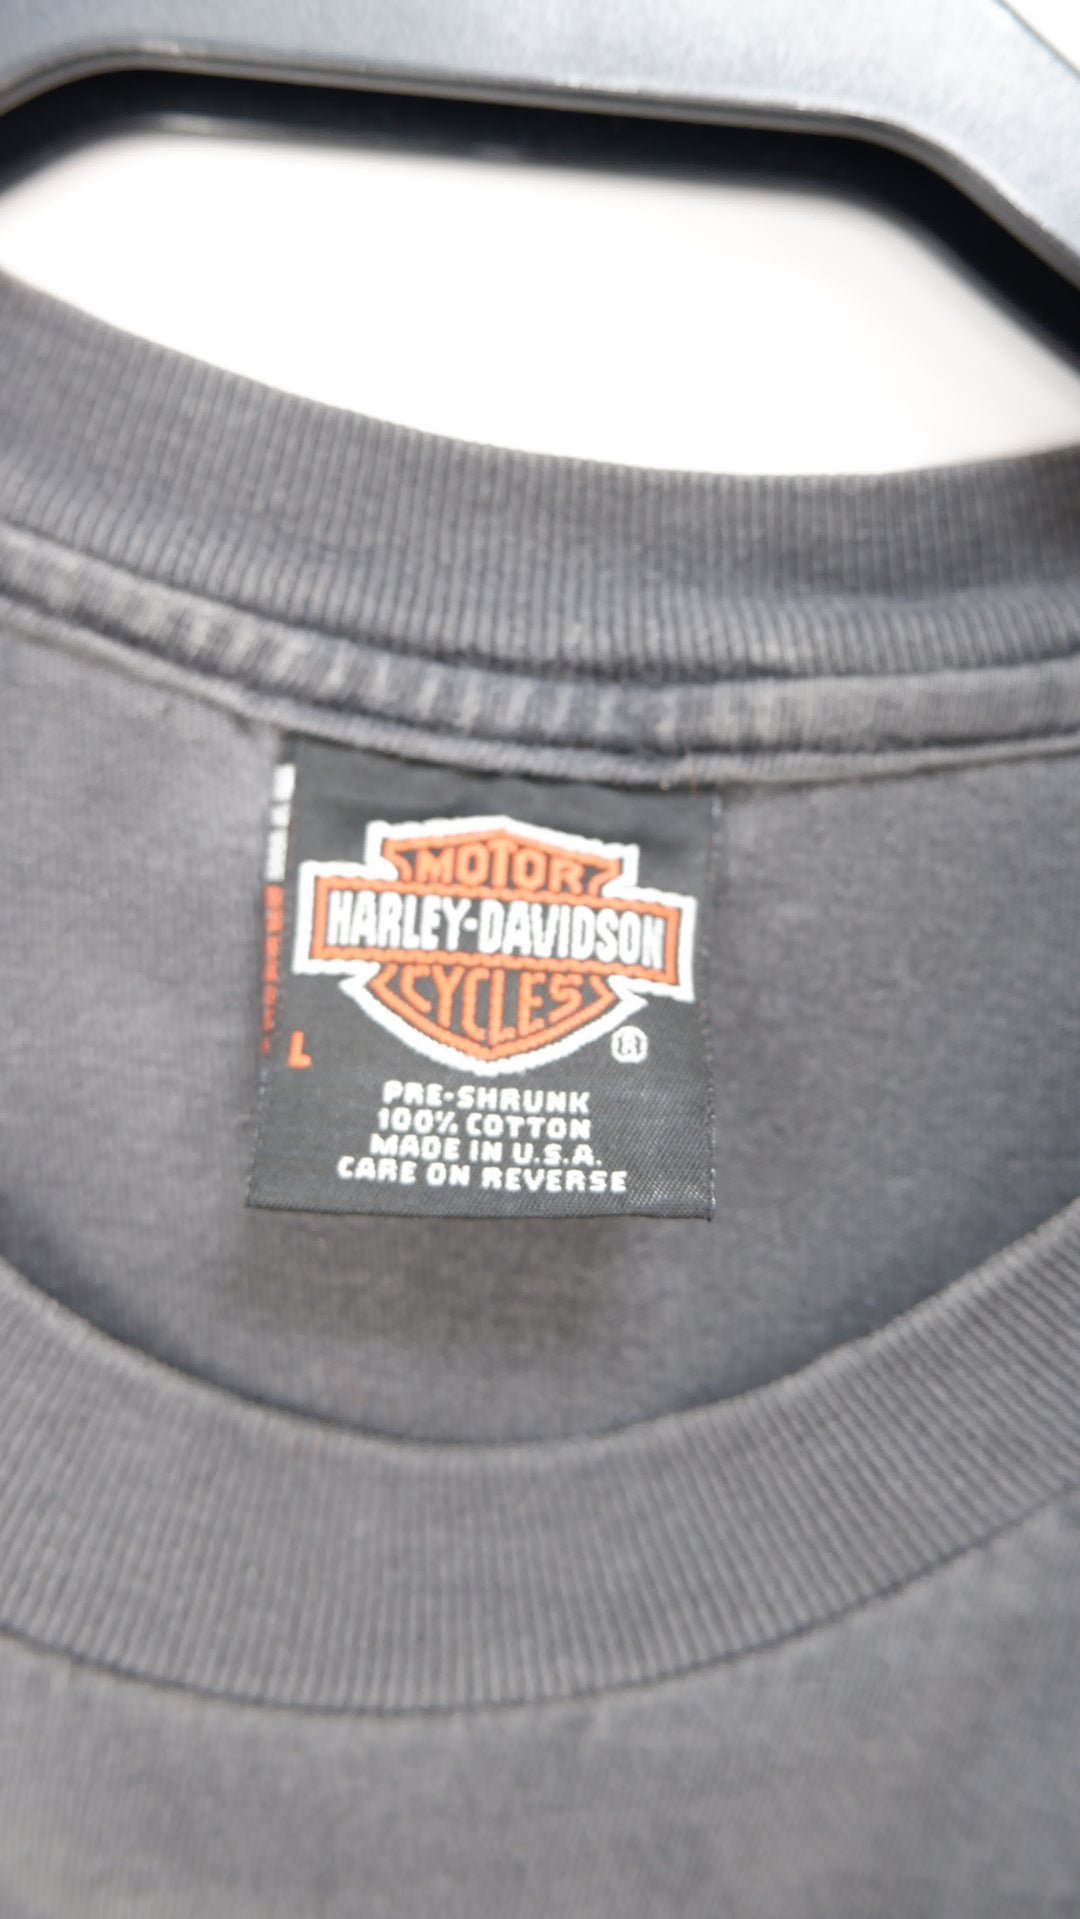 MOTOR
HARLEY-DAVIDSON
CYCLES
®
L
PRE-SHRUNK
100% COTTON
MADE IN U.S.A.
CARE ON REVERSE